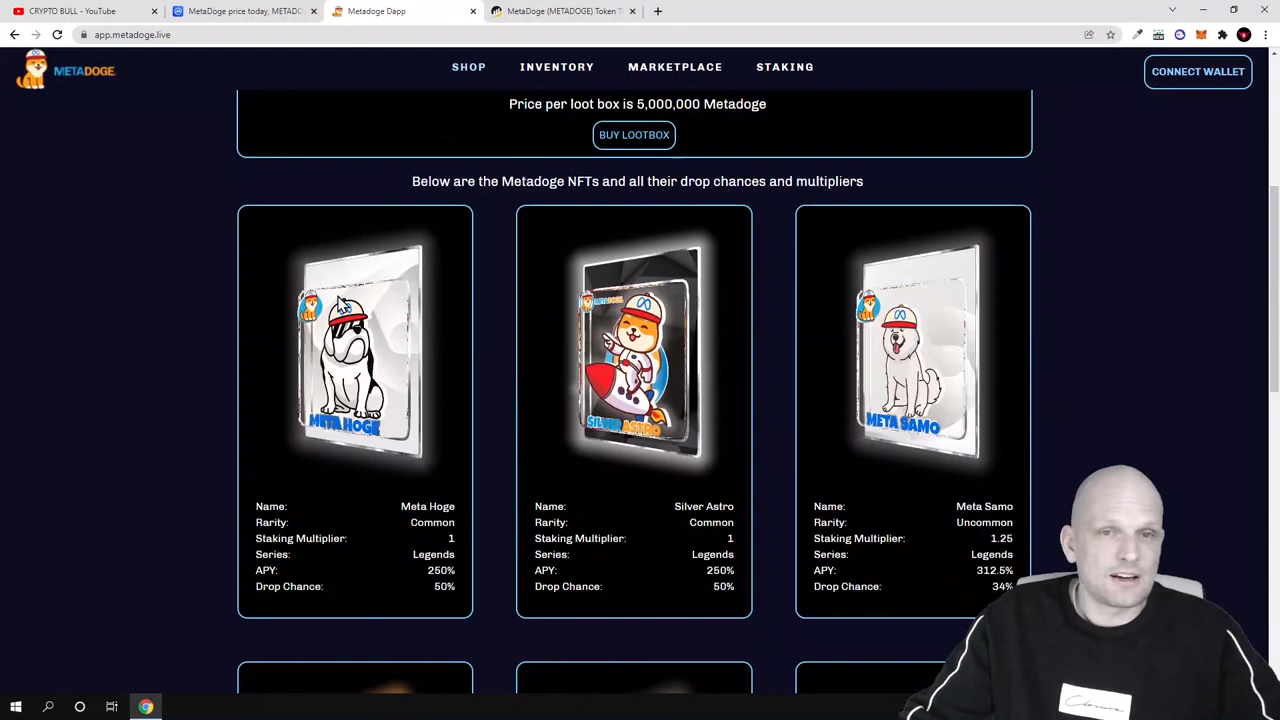 CRYPTO BULL - YouTube
MetaDoge price today, METADO
Metadoge Dapp
MetaDoge (METADOGE) Token T
app.metadoge.live
METADOGE
SHOP
INVENTORY
MARKETPLACE
STAKING
CONNECT WALLET
Price per loot box is 5,000,000 Metadoge
BUY LOOTBOX
Below are the Metadoge NFTs and all their drop chances and multipliers
META HOGE
METADOGE
SILVER ASTRO
META SAMO
Name: Meta Hoge
Rarity: Common
Staking Multiplier: 1
Series: Legends
APY: 250%
Drop Chance: 50%
Name: Silver Astro
Rarity: Common
Staking Multiplier: 1
Series: Legends
APY: 250%
Drop Chance: 50%
Name: Meta Samo
Rarity: Uncommon
Staking Multiplier: 1.25
Series: Legends
APY: 312.5%
Drop Chance: 34%